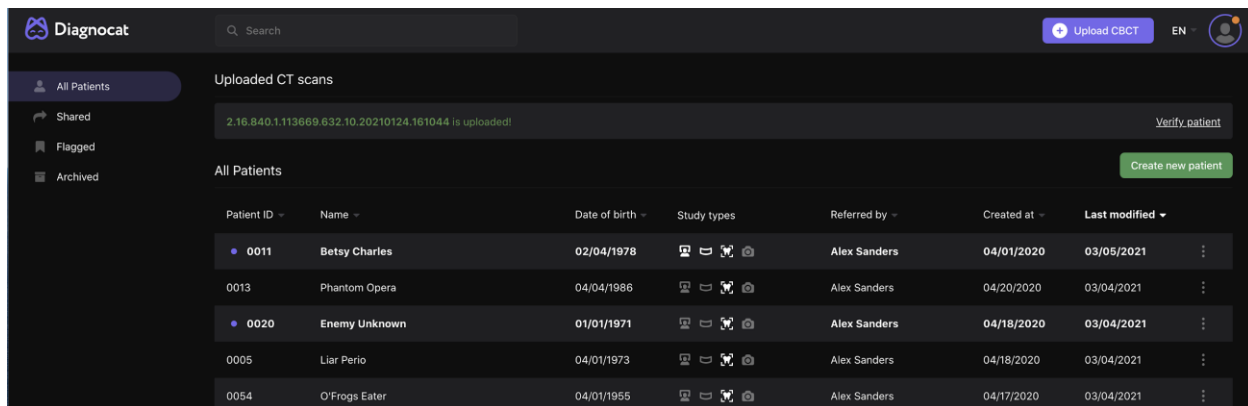 Diagnocat
Search
Upload CBCT
EN
All Patients
Shared
Flagged
Archived
Uploaded CT scans
2.16.840.1.113669.632.10.20210124.161044 is uploaded!
Verify patient
All Patients
Create new patient
Patient ID Name Date of birth Study types Referred by Created at Last modified
0011 Betsy Charles 02/04/1978 Alex Sanders 04/01/2020 03/05/2021
0013 Phantom Opera 04/04/1986 Alex Sanders 04/20/2020 03/04/2021
0020 Enemy Unknown 01/01/1971 Alex Sanders 04/18/2020 03/04/2021
0005 Liar Perio 04/01/1973 Alex Sanders 04/18/2020 03/04/2021
0054 O'Frogs Eater 04/01/1955 Alex Sanders 04/17/2020 03/04/2021